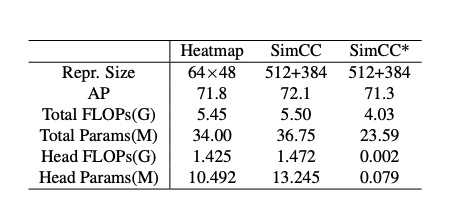 Heatmap SimCC SimCC*
Repr. Size 64×48 512+384 512+384
AP 71.8 72.1 71.3
Total FLOPs(G) 5.45 5.50 4.03
Total Params(M) 34.00 36.75 23.59
Head FLOPs(G) 1.425 1.472 0.002
Head Params(M) 10.492 13.245 0.079